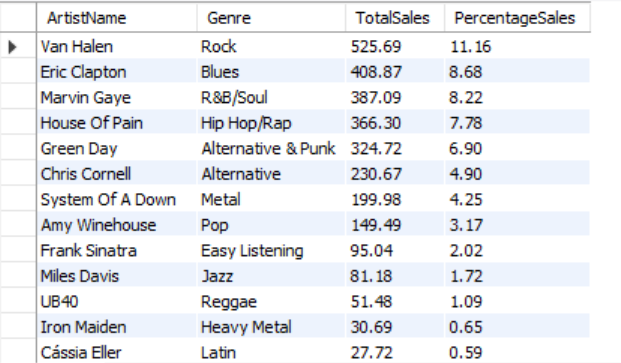 ArtistName Genre TotalSales PercentageSales
Van Halen Rock 525.69 11.16
Eric Clapton Blues 408.87 8.68
Marvin Gaye R&B/Soul 387.09 8.22
House Of Pain Hip Hop/Rap 366.30 7.78
Green Day Alternative & Punk 324.72 6.90
Chris Cornell Alternative 230.67 4.90
System Of A Down Metal 199.98 4.25
Amy Winehouse Pop 149.49 3.17
Frank Sinatra Easy Listening 95.04 2.02
Miles Davis Jazz 81.18 1.72
UB40 Reggae 51.48 1.09
Iron Maiden Heavy Metal 30.69 0.65
Cássia Eller Latin 27.72 0.59